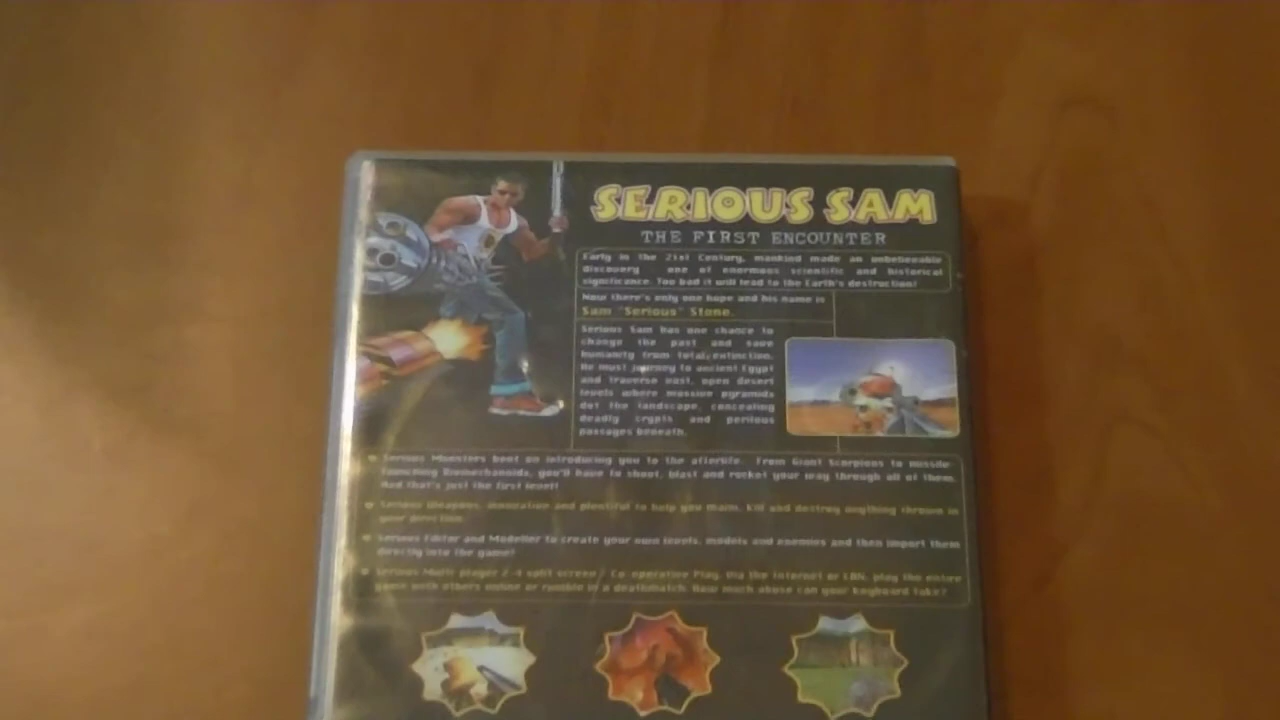 SERIOUS SAM
THE FIRST ENCOUNTER
Early in the 21st Century, mankind made an unbelievable
discovery one of enormous scientific and historical
significance. Too bad it will lead to the Earth's destruction!
Now there's only one hope and his name is
Sam "Serious" Stone.
Serious Sam has one chance to
change the past and save
humanity from total extinction.
He must journey to ancient Egypt
and traverse vast, open desert
levels where massive pyramids
dot the landscape, concealing
deadly crypts and perilous
passages beneath.
Serious Monsters bent on introducing you to the afterlife. From Giant Scorpions to missile-
launching Biomechanoids, you'll have to shoot, blast and rocket your way through all of them.
And that's just the first level!
Serious Weapons, innovative and plentiful to help you maim, kill and destroy anything thrown in
your direction.
Serious Editor and Modeller to create your own levels, models and enemies and then import them
directly into the game!
Serious Multi player / 4 split screen / Co operative Play. Via the Internet or LAN, play the entire
game with others online or rumble in a deathmatch. How much abuse can your keyboard take?